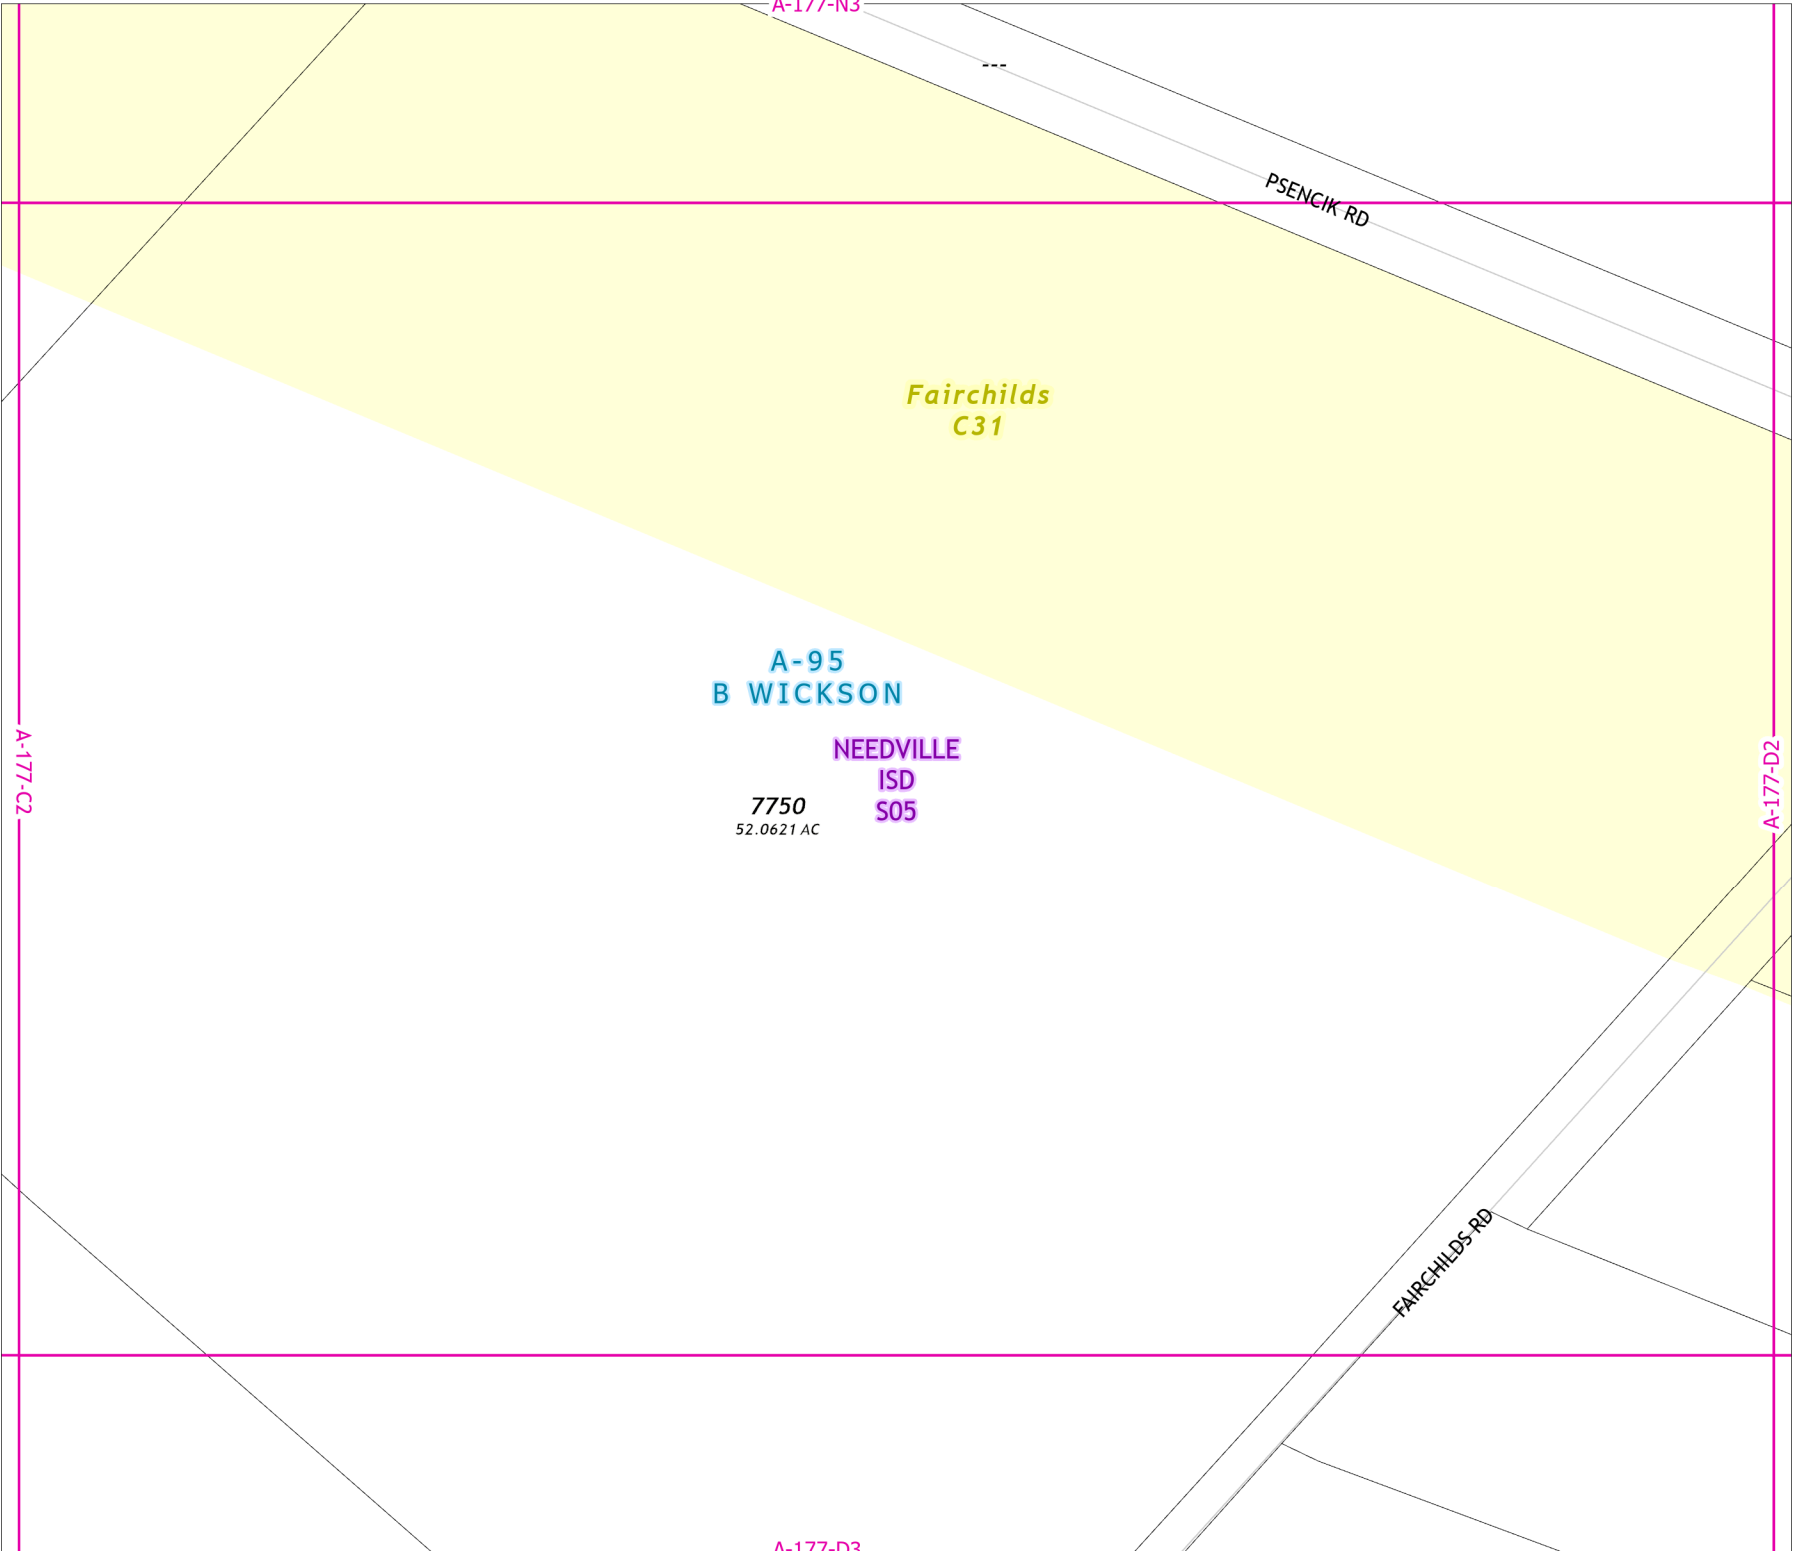 A-177-N3
---
PSENCIK RD
Fairchilds
C31
A-95
B WICKSON
NEEDVILLE
ISD
S05
7750
52.0621 AC
A-177-C2
A-177-D2
FAIRCHILDS RD
A-177-D3